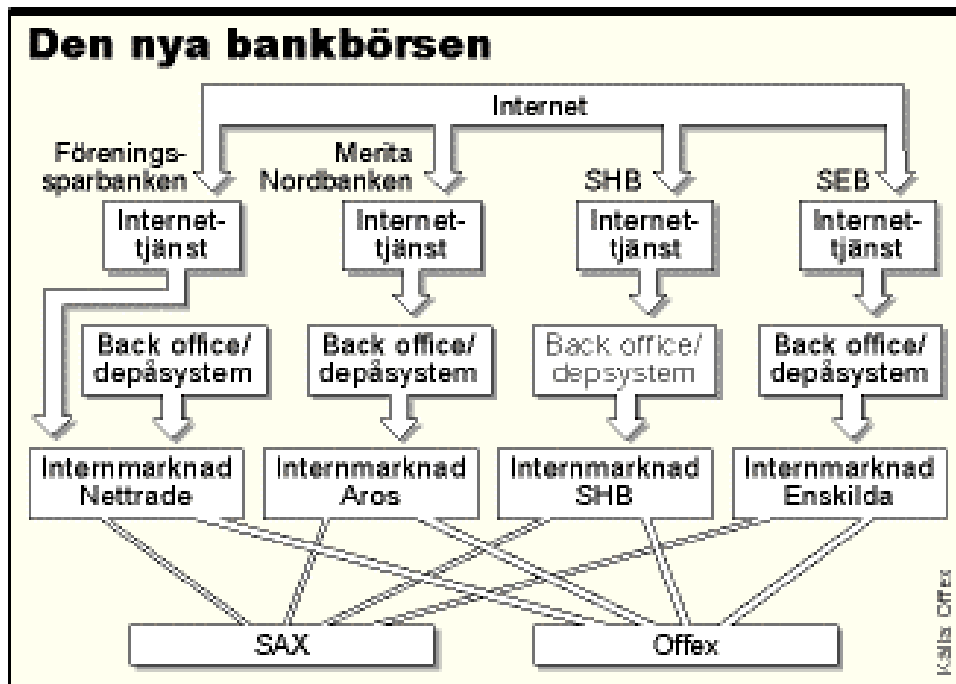 Den nya bankbörsen
Internet
Förenings-
sparbanken
Merita
Nordbanken
SHB
SEB
Internet-
tjänst
Internet-
tjänst
Internet-
tjänst
Internet-
tjänst
Back office/
depåsystem
Back office/
depåsystem
Back office/
depsystem
Back office/
depåsystem
Internmarknad
Nettrade
Internmarknad
Aros
Internmarknad
SHB
Internmarknad
Enskilda
SAX
Offex
Källa: Offex